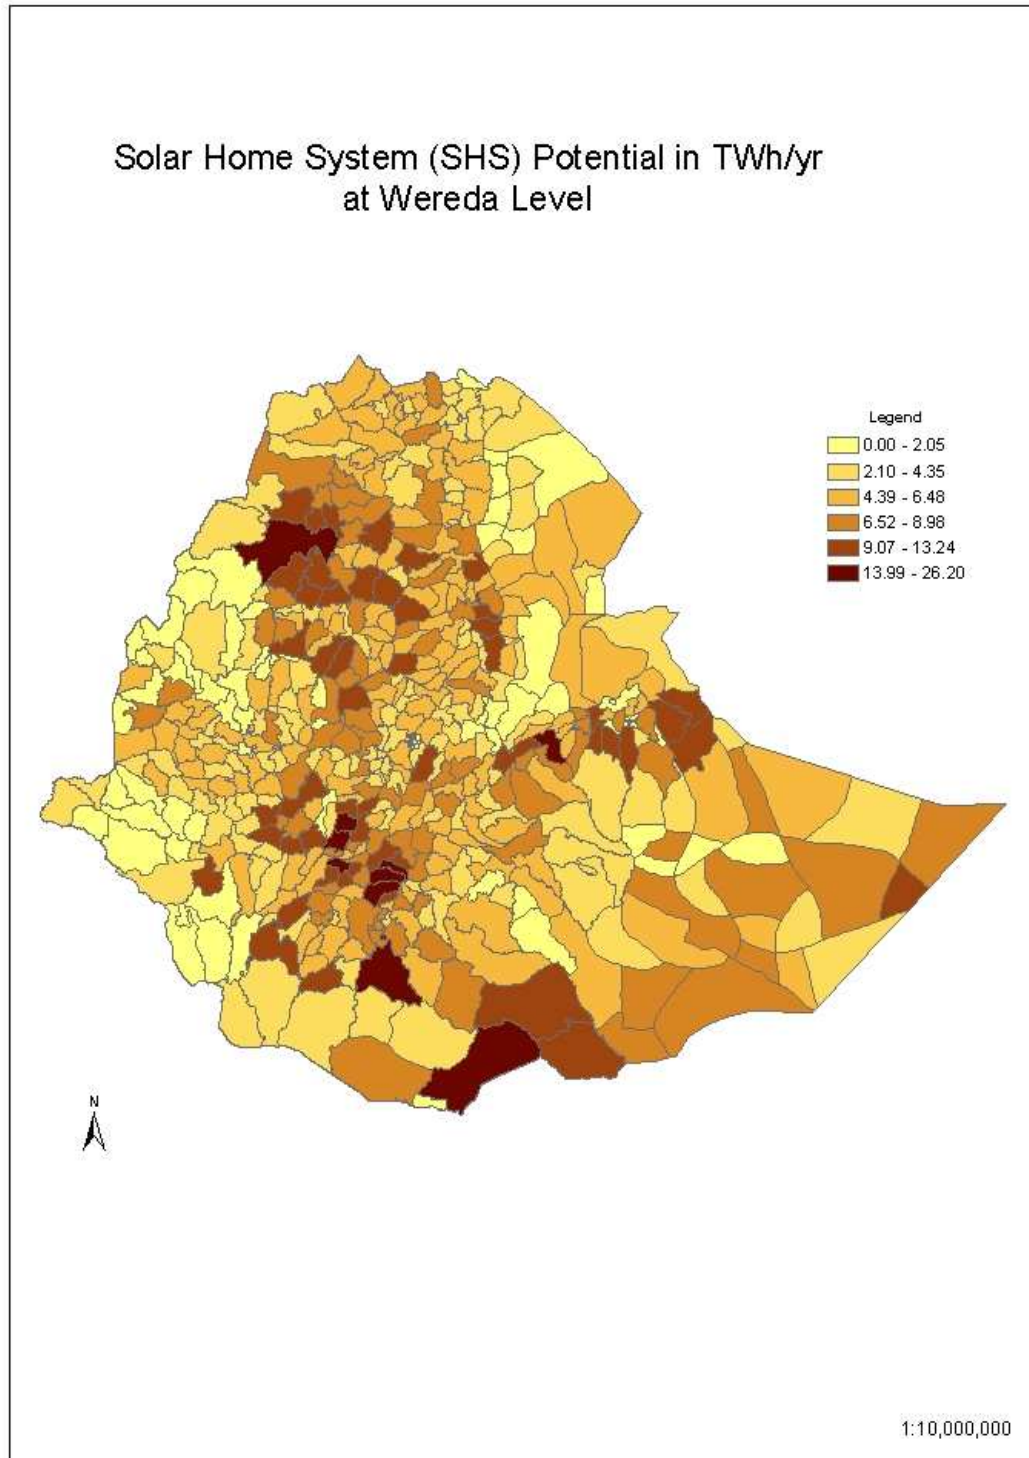 Solar Home System (SHS) Potential in TWh/yr
at Wereda Level
Legend
0.00 - 2.05
2.10 - 4.35
4.39 - 6.48
6.52 - 8.98
9.07 - 13.24
13.99 - 26.20
N
1:10,000,000